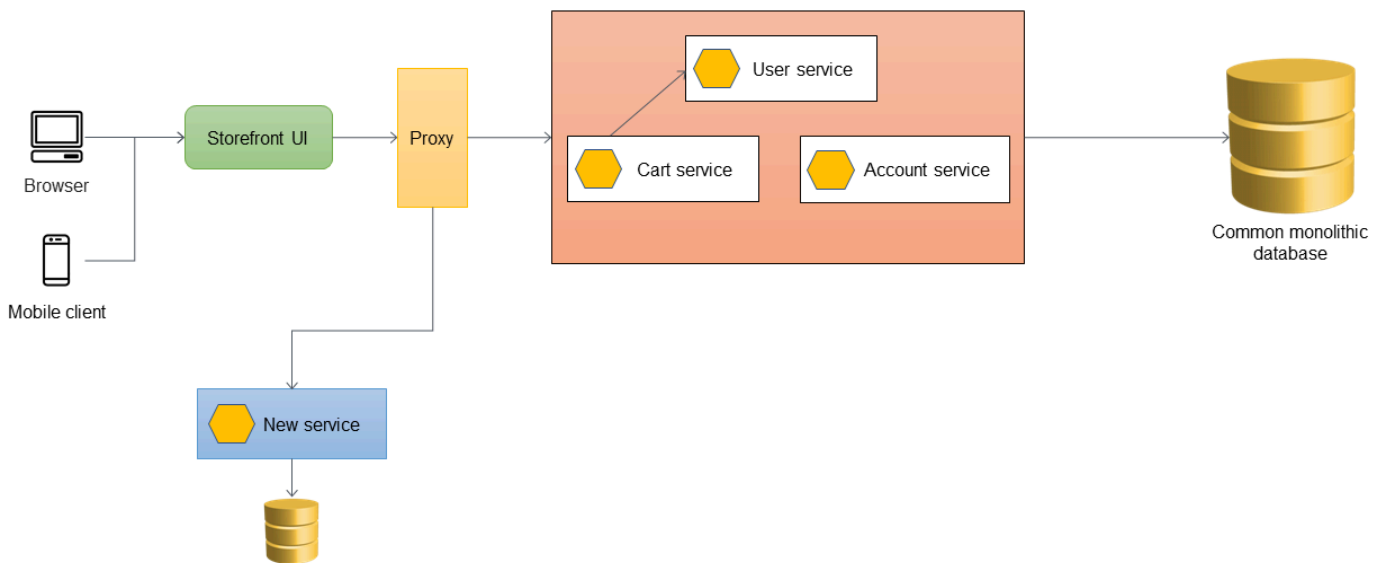 User service
Storefront UI
Proxy
Cart service
Account service
Browser
Common monolithic
database
Mobile client
New service